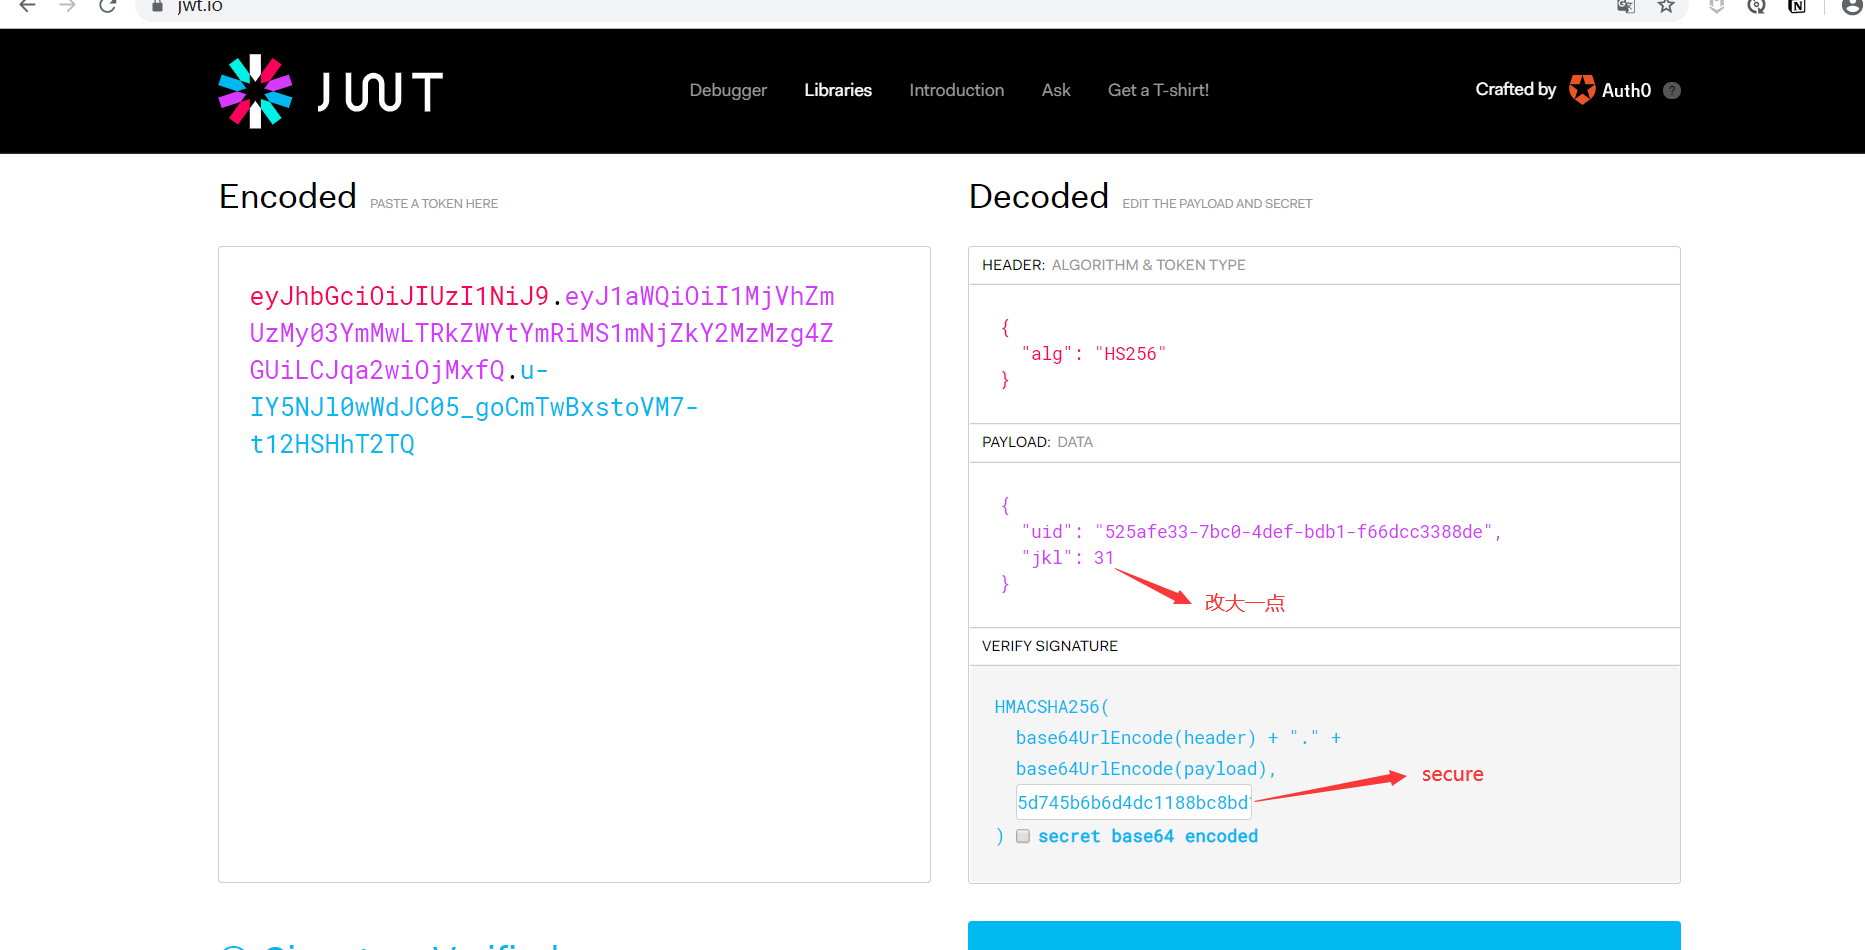 jwt.io
JWT
Debugger Libraries Introduction Ask Get a T-shirt! Crafted by Auth0 ?
Encoded PASTE A TOKEN HERE
eyJhbGciOiJIUzI1NiJ9.eyJ1aWQiOiI1MjVhZm
UzMy03YmMwLTRkZWYtYmRiMS1mNjZkY2MzMzg4Z
GUiLCJqa2wiOjMxfQ.u-
IY5NJl0wWdJC05_goCmTwBxstoVM7-
t12HSHhT2TQ
Decoded EDIT THE PAYLOAD AND SECRET
HEADER: ALGORITHM & TOKEN TYPE
{
"alg": "HS256"
}
PAYLOAD: DATA
{
"uid": "525afe33-7bc0-4def-bdb1-f66dcc3388de",
"jkl": 31
}
改大一点
VERIFY SIGNATURE
HMACSHA256(
base64UrlEncode(header) + "." +
base64UrlEncode(payload),
5d745b6b6d4dc1188bc8bd
secure
) secret base64 encoded